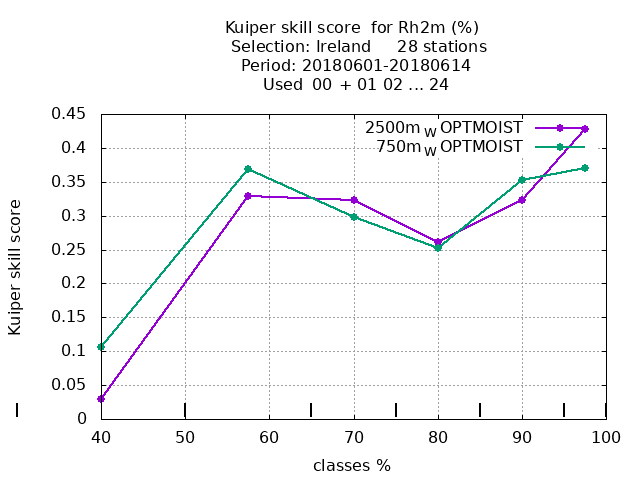 Kuiper skill score for Rh2m (%)
Selection: Ireland 28 stations
Period: 20180601-20180614
Used 00 + 01 02 ... 24
2500m W OPTMOIST
750m W OPTMOIST
Kuiper skill score
0.45
0.4
0.35
0.3
0.25
0.2
0.15
0.1
0.05
0
40 50 60 70 80 90 100
classes %